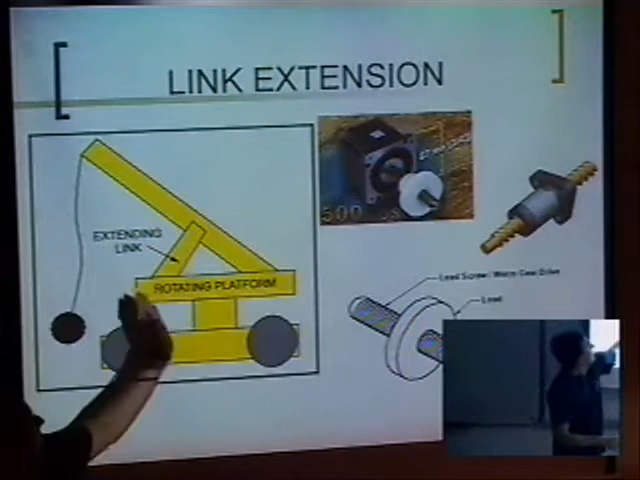 LINK EXTENSION
500
EXTENDING
LINK
ROTATING PLATFORM
Lead Screw / Worm Gear Drive
Load